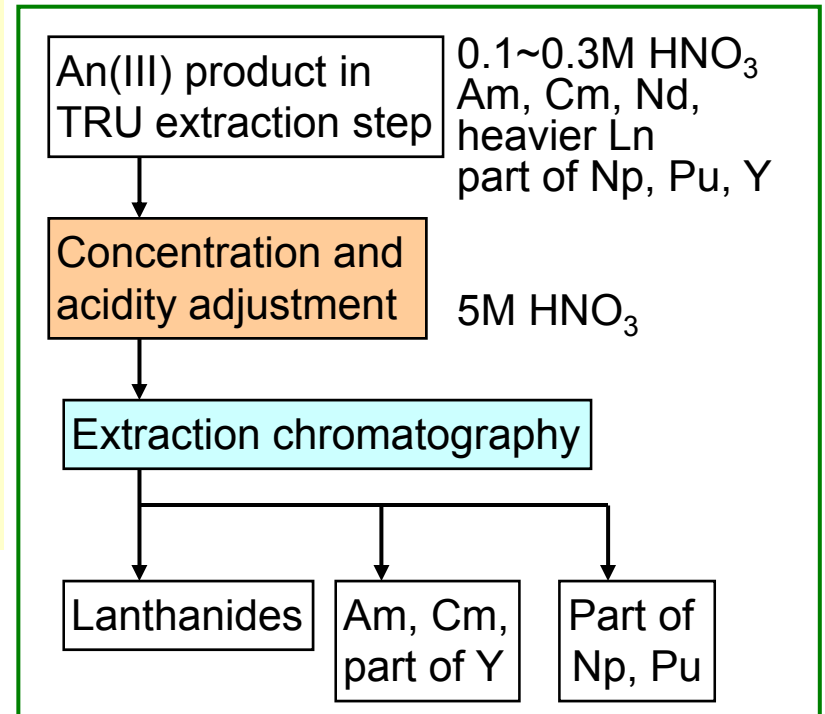 An(III) product in
TRU extraction step
0.1~0.3M HNO₃
Am, Cm, Nd,
heavier Ln
part of Np, Pu, Y
Concentration and
acidity adjustment
5M HNO₃
Extraction chromatography
Lanthanides
Am, Cm,
part of Y
Part of
Np, Pu